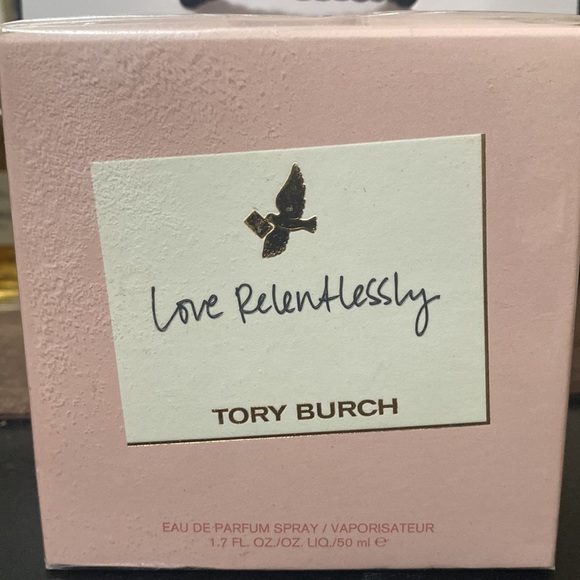 Love Relentlessly
TORY BURCH
EAU DE PARFUM SPRAY / VAPORISATEUR
1.7 FL. OZ./OZ. LIQ./50 ml ℮